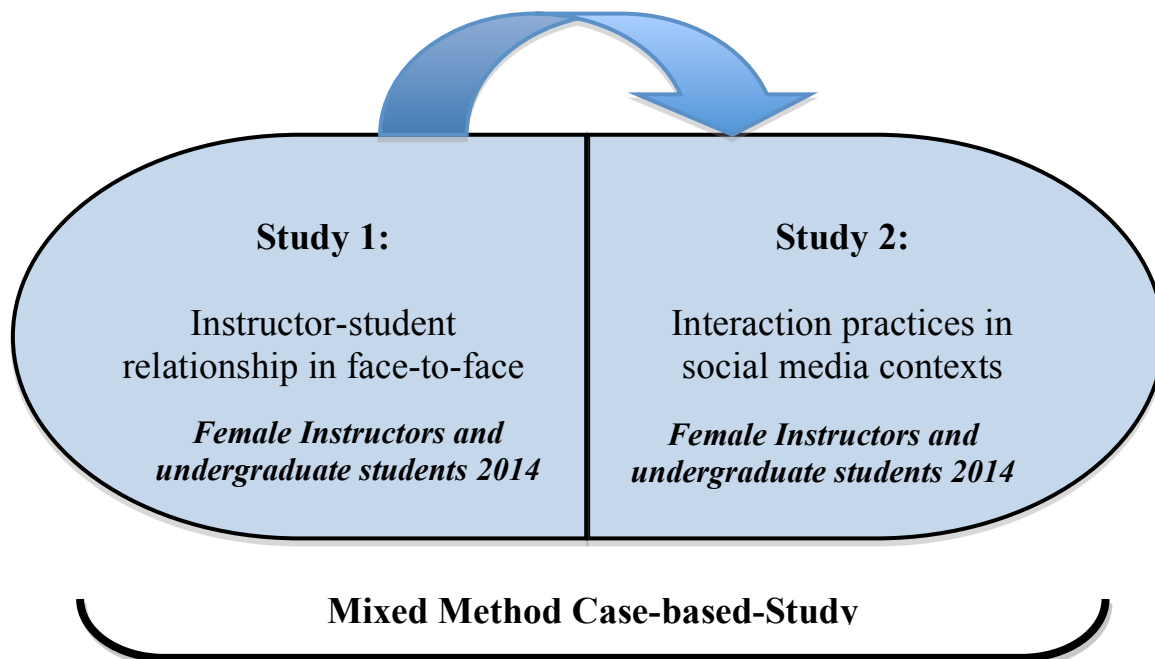 Study 1:
Instructor-student
relationship in face-to-face
Female Instructors and
undergraduate students 2014
Study 2:
Interaction practices in
social media contexts
Female Instructors and
undergraduate students 2014
Mixed Method Case-based-Study